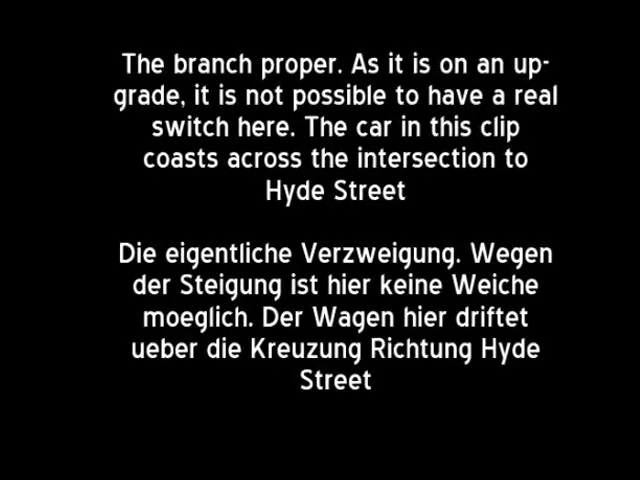 The branch proper. As it is on an up-
grade, it is not possible to have a real
switch here. The car in this clip
coasts across the intersection to
Hyde Street
Die eigentliche Verzweigung. Wegen
der Steigung ist hier keine Weiche
moeglich. Der Wagen hier driftet
ueber die Kreuzung Richtung Hyde
Street